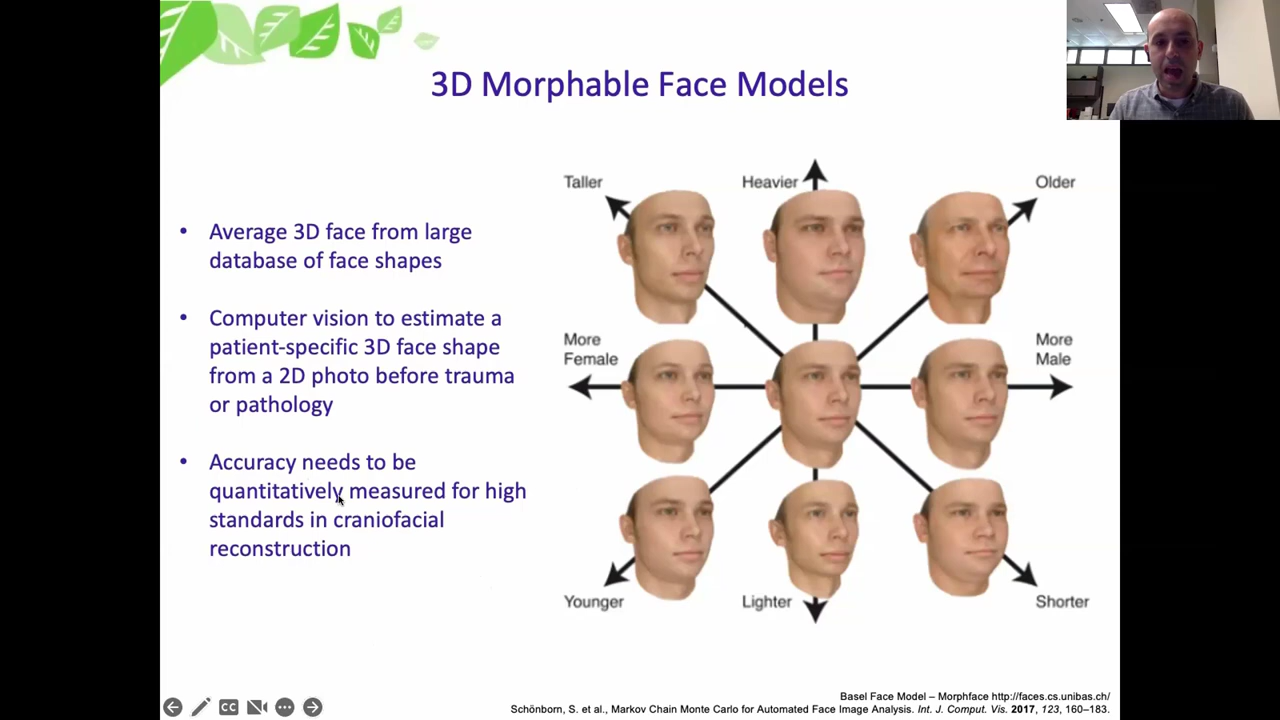 3D Morphable Face Models
• Average 3D face from large
database of face shapes
• Computer vision to estimate a
patient-specific 3D face shape
from a 2D photo before trauma
or pathology
• Accuracy needs to be
quantitatively measured for high
standards in craniofacial
reconstruction
Taller
Heavier
Older
More
Female
More
Male
Younger
Lighter
Shorter
CC
Basel Face Model – Morphface http://faces.cs.unibas.ch/
Schönborn, S. et al., Markov Chain Monte Carlo for Automated Face Image Analysis. Int. J. Comput. Vis. 2017, 123, 160–183.